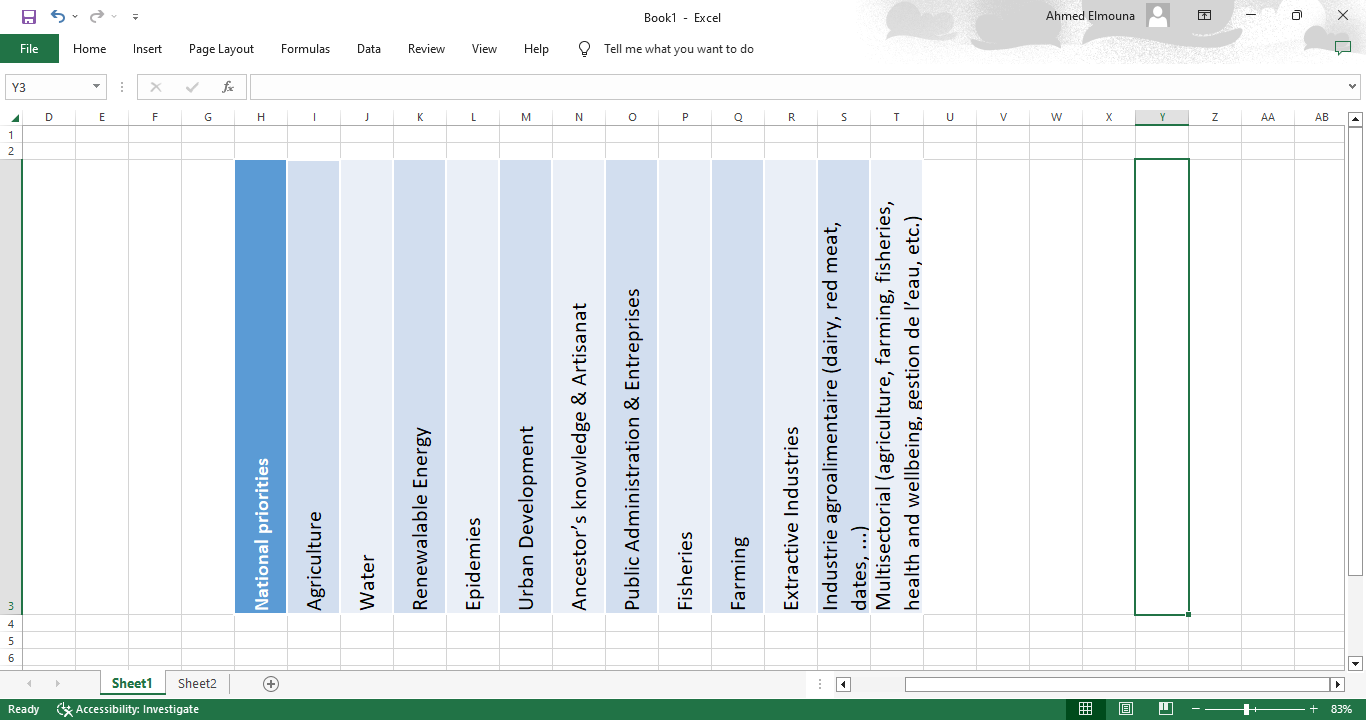 Book1 - Excel
Ahmed Elmouna
File Home Insert Page Layout Formulas Data Review View Help Tell me what you want to do
Y3
fx
D E F G H I J K L M N O P Q R S T U V W X Y Z AA AB
1
2
3
National priorities
Agriculture
Water
Renewalable Energy
Epidemies
Urban Development
Ancestor’s knowledge & Artisanat
Public Administration & Entreprises
Fisheries
Farming
Extractive Industries
Industrie agroalimentaire (dairy, red meat,
dates, ...)
Multisectorial (agriculture, farming, fisheries,
health and wellbeing, gestion de l’eau, etc.)
4
5
6
Sheet1 Sheet2
Ready Accessibility: Investigate
83%